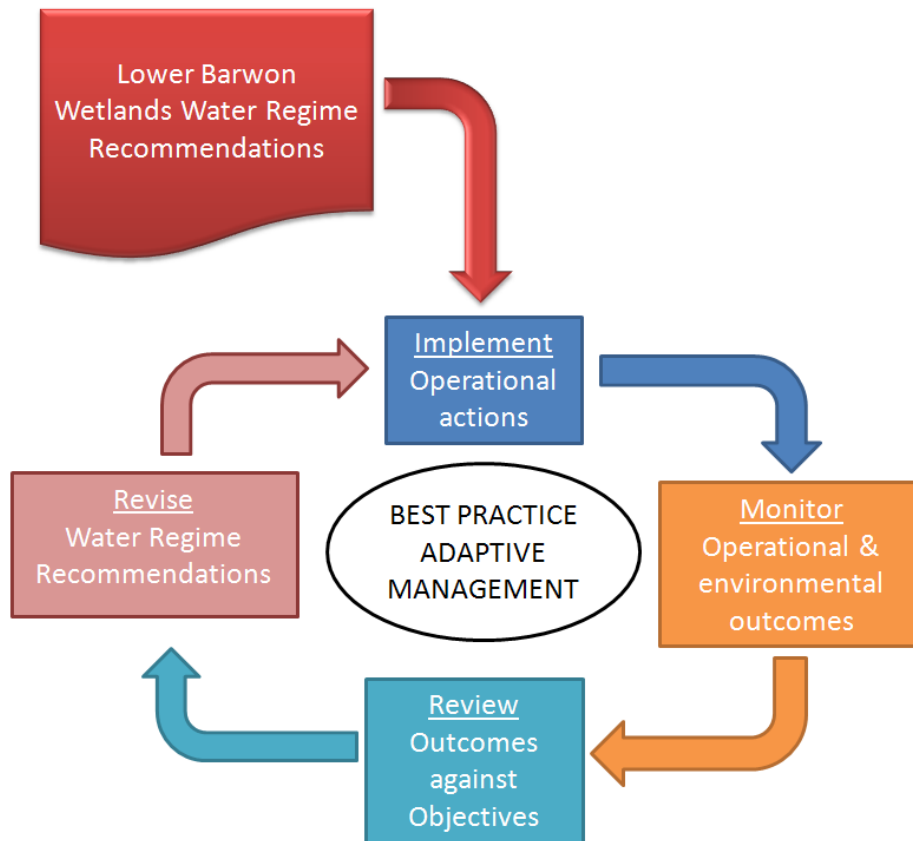 Lower Barwon
Wetlands Water Regime
Recommendations
Implement
Operational
actions
Revise
Water Regime
Recommendations
BEST PRACTICE
ADAPTIVE
MANAGEMENT
Monitor
Operational &
environmental
outcomes
Review
Outcomes
against
Objectives